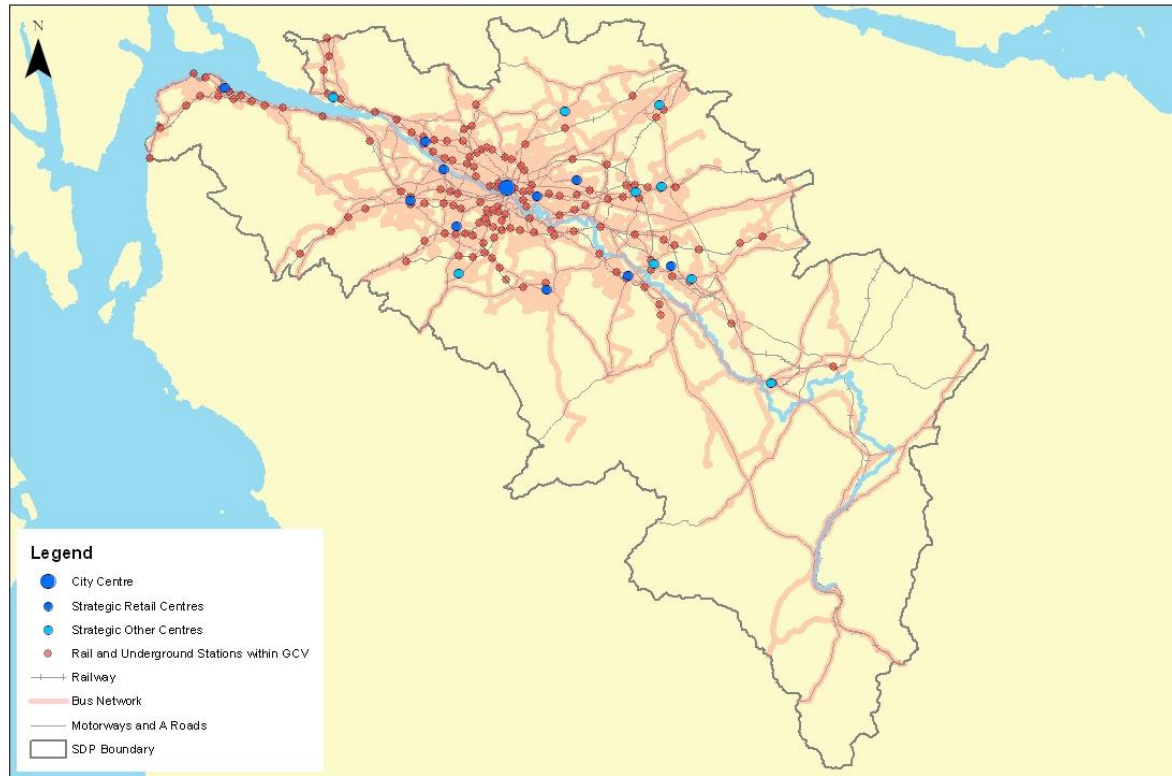 N
Legend
City Centre
Strategic Retail Centres
Strategic Other Centres
Rail and Underground Stations within GCV
Railway
Bus Network
Motorways and A Roads
SDP Boundary